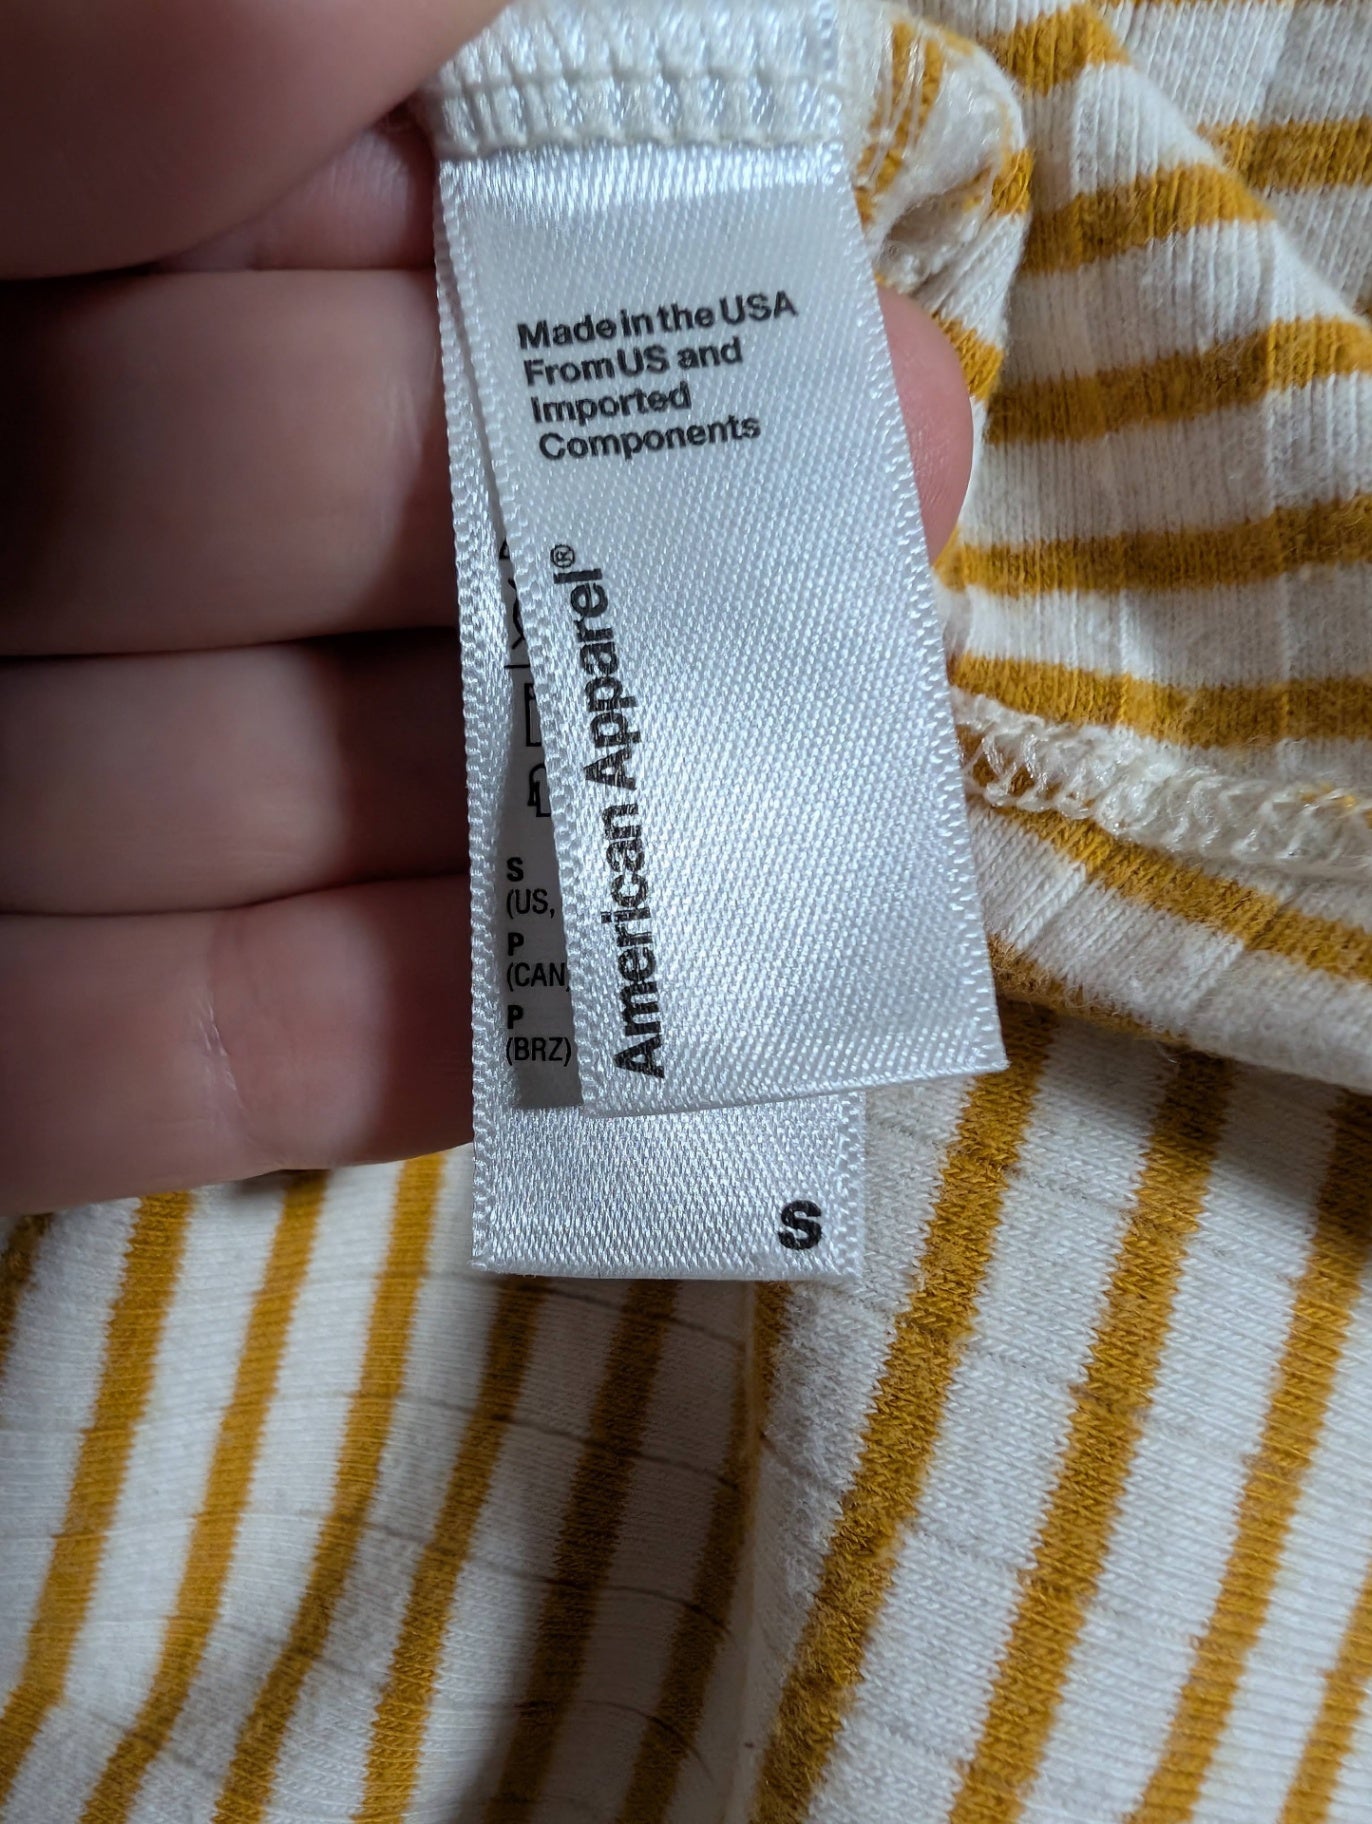 Made in the USA
From US and
Imported
Components
American Apparel®
S
(US,
P
(CAN
P
(BRZ)
S